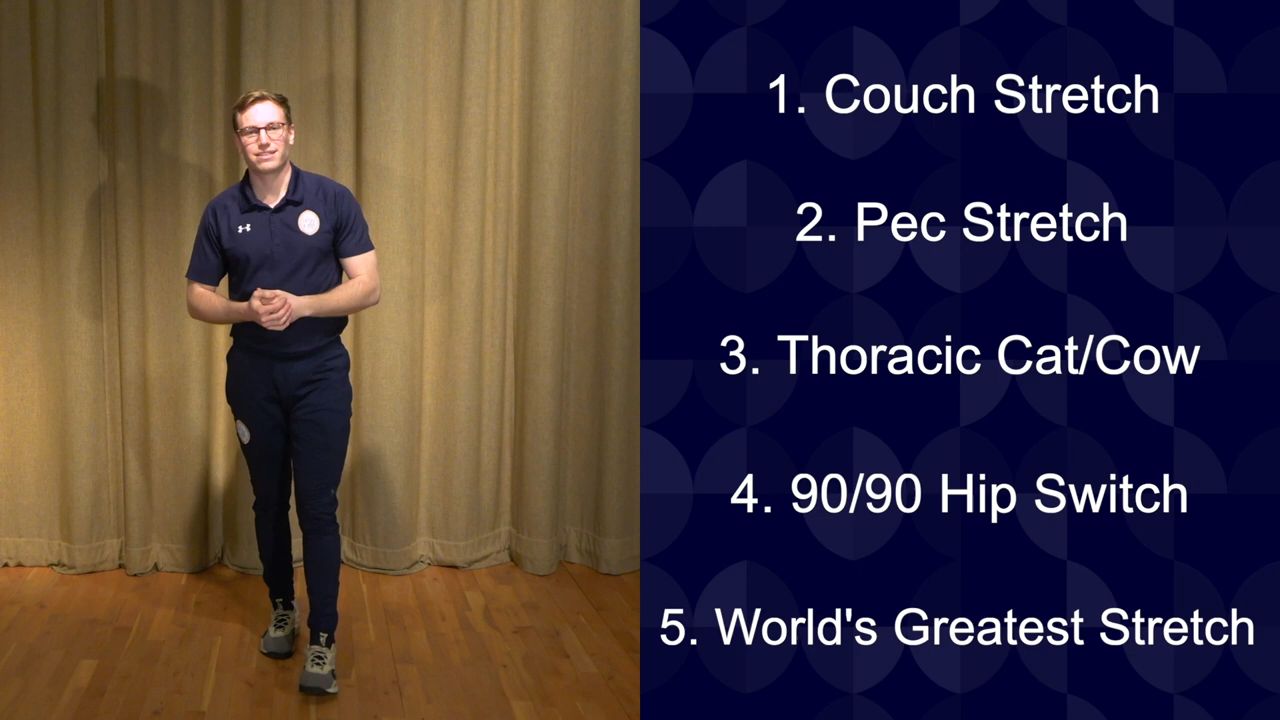 1. Couch Stretch
2. Pec Stretch
3. Thoracic Cat/Cow
4. 90/90 Hip Switch
5. World's Greatest Stretch